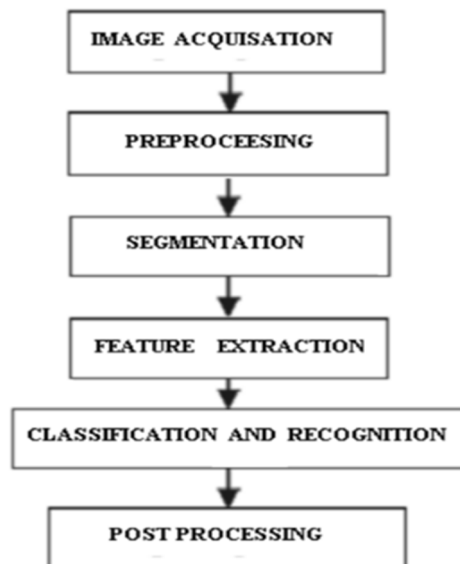 IMAGE ACQUISATION
PREPROCEESING
SEGMENTATION
FEATURE EXTRACTION
CLASSIFICATION AND RECOGNITION
POST PROCESSING